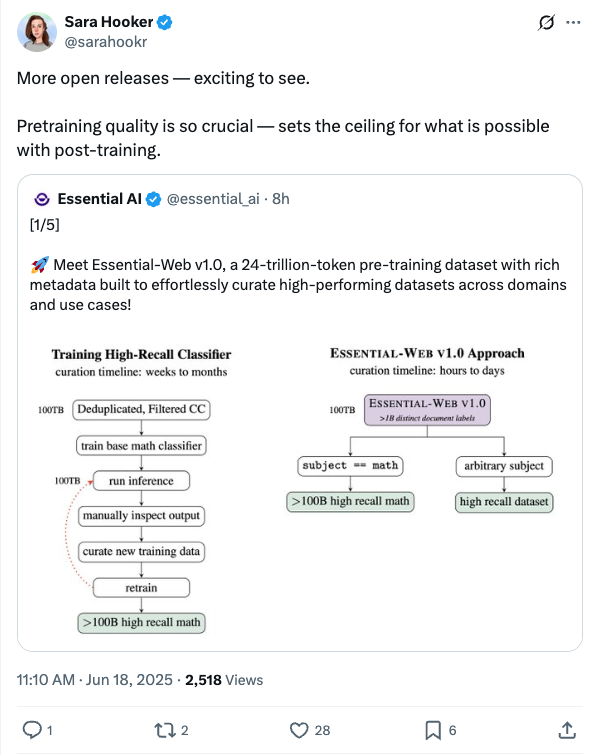 Sara Hooker
@sarahookr
More open releases — exciting to see.
Pretraining quality is so crucial — sets the ceiling for what is possible
with post-training.
Essential AI @essential_ai · 8h
[1/5]
🚀 Meet Essential-Web v1.0, a 24-trillion-token pre-training dataset with rich
metadata built to effortlessly curate high-performing datasets across domains
and use cases!
Training High-Recall Classifier
curation timeline: weeks to months
100TB Deduplicated, Filtered CC
train base math classifier
100TB run inference
manually inspect output
curate new training data
retrain
>100B high recall math
ESSENTIAL-WEB V1.0 Approach
curation timeline: hours to days
100TB ESSENTIAL-WEB V1.0
>1B distinct document labels
subject == math
arbitrary subject
>100B high recall math
high recall dataset
11:10 AM · Jun 18, 2025 · 2,518 Views
1
2
28
6